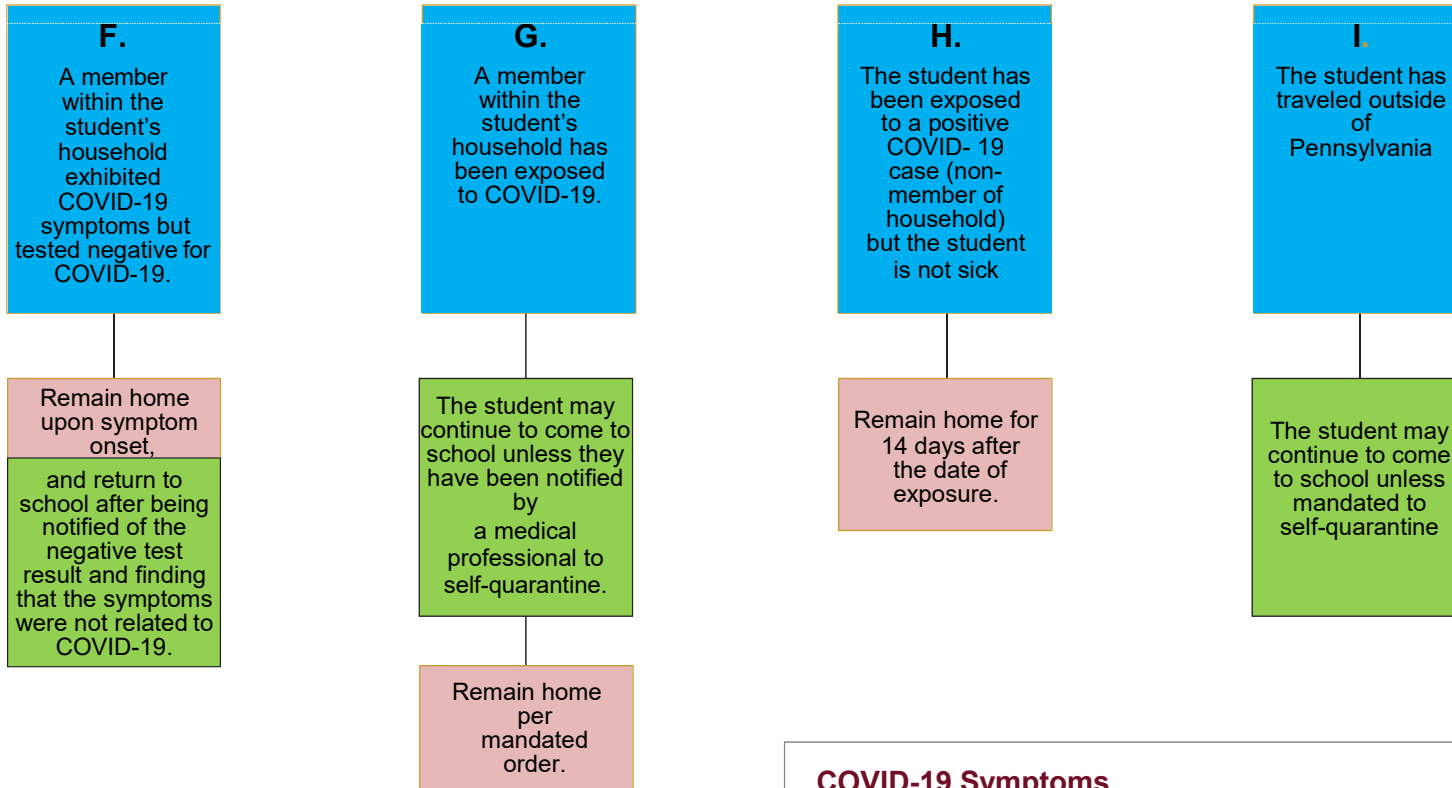 F.
A member
within the
student's
household
exhibited
COVID-19
symptoms but
tested negative for
COVID-19.
Remain home
upon symptom
onset,
and return to
school after being
notified of the
negative test
result and finding
that the symptoms
were not related to
COVID-19.
G.
A member
within the
student's
household has
been exposed
to COVID-19.
The student may
continue to come to
school unless they
have been notified
by
a medical
professional to
self-quarantine.
Remain home
per
mandated
order.
H.
The student has
been exposed
to a positive
COVID- 19
case (non-
member of
household)
but the student
is not sick
Remain home for
14 days after
the date of
exposure.
I.
The student has
traveled outside
of
Pennsylvania
The student may
continue to come
to school unless
mandated to
self-quarantine
COVID-19 Symptoms